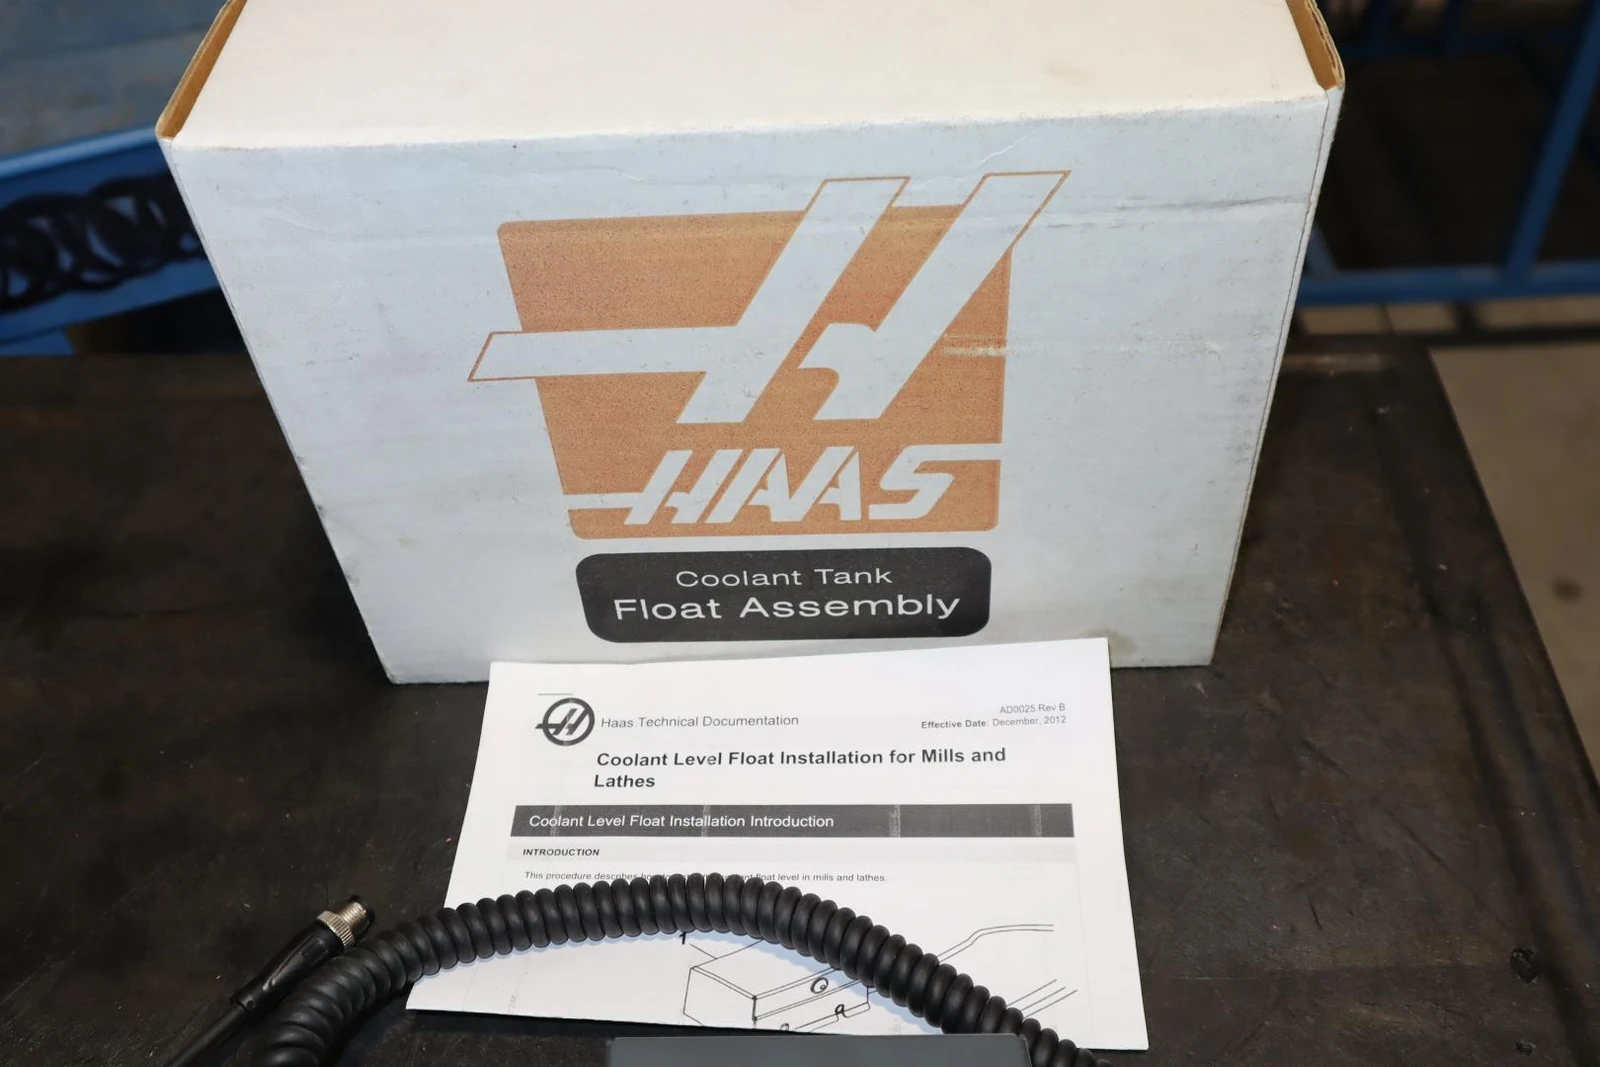 HAAS
Coolant Tank
Float Assembly
Haas Technical Documentation
AD0025 Rev B
Effective Date: December, 2012
Coolant Level Float Installation for Mills and
Lathes
Coolant Level Float Installation Introduction
INTRODUCTION
This procedure describes float level in mills and lathes.
1